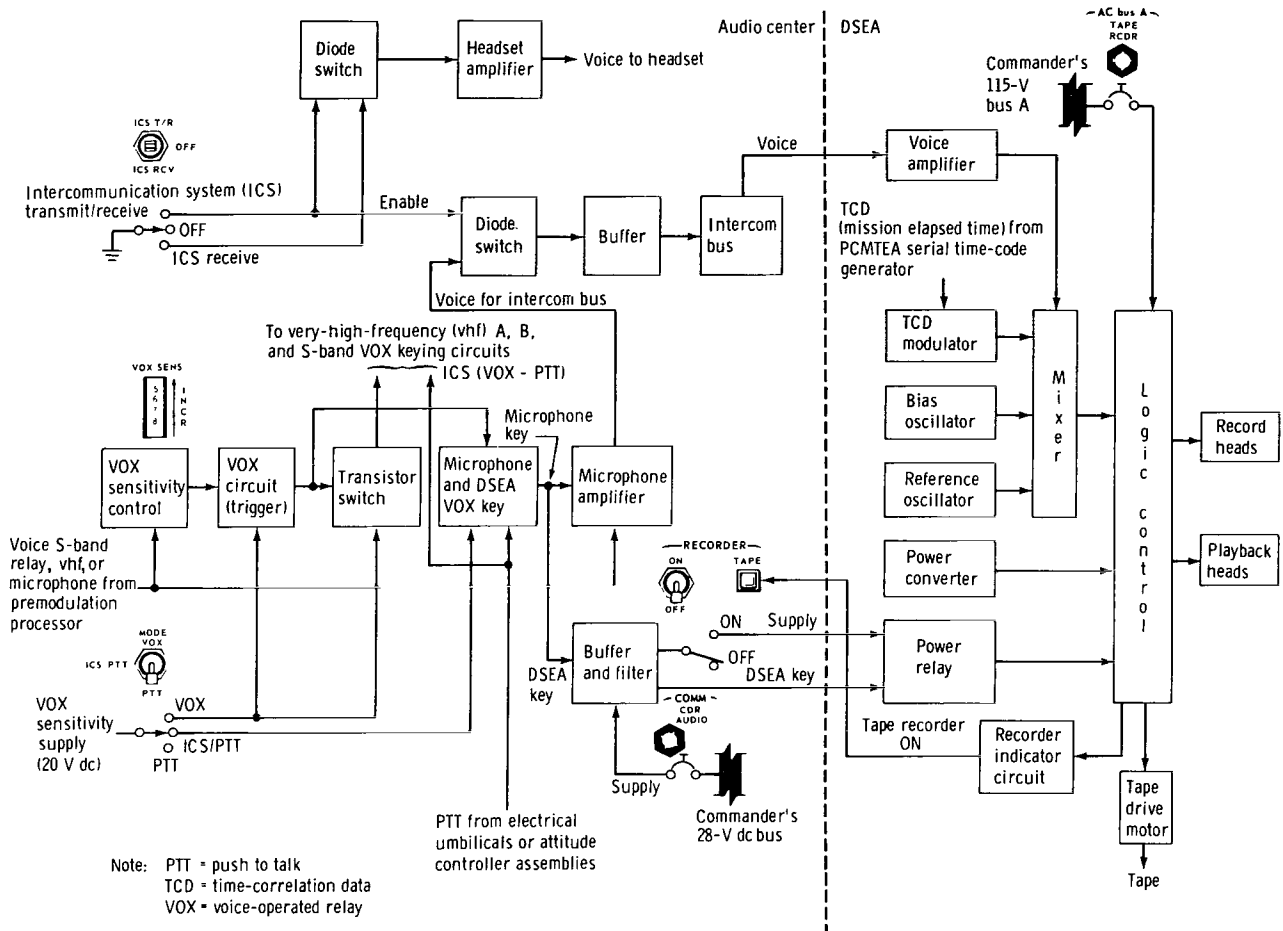 Audio center
DSEA
AC bus A
TAPE
RCDR
Commander's
115-V
bus A
Diode
switch
Headset
amplifier
Voice to headset
ICS T/R
OFF
ICS RCV
Intercommunication system (ICS)
transmit/receive
OFF
ICS receive
Enable
Diode
switch
Buffer
Intercom
bus
Voice
Voice
amplifier
TCD
(mission elapsed time) from
PCMTEA serial time-code
generator
Voice for intercom bus
To very-high-frequency (vhf) A, B,
and S-band VOX keying circuits
ICS (VOX - PTT)
TCD
modulator
Bias
oscillator
Reference
oscillator
Mixer
Logic control
Record
heads
Playback
heads
VOX SENS
5
6
7
8
INCR
Microphone
key
VOX
sensitivity
control
VOX
circuit
(trigger)
Transistor
switch
Microphone
and DSEA
VOX key
Microphone
amplifier
Voice S-band
relay, vhf, or
microphone from
premodulation
processor
RECORDER
ON
OFF
TAPE
Power
converter
MODE
VOX
ICS PTT
PTT
VOX
sensitivity
supply
(20 V dc)
VOX
ICS/PTT
PTT
DSEA
key
Buffer
and filter
ON
Supply
OFF
DSEA key
Power
relay
COMM
CDR
AUDIO
Supply
Commander's
28-V dc bus
Tape recorder
ON
Recorder
indicator
circuit
Tape
drive
motor
Tape
PTT from electrical
umbilicals or attitude
controller assemblies
Note: PTT = push to talk
TCD = time-correlation data
VOX = voice-operated relay